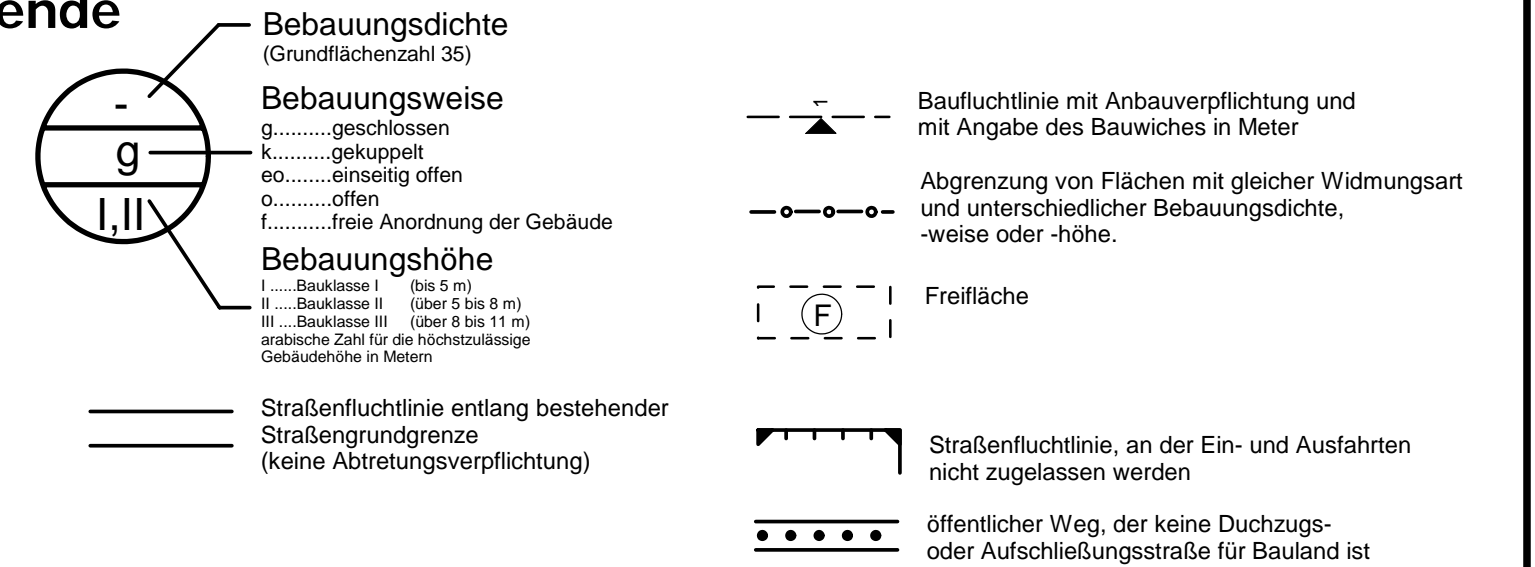 ende
Bebauungsdichte
(Grundflächenzahl 35)
-
g
I,II
Bebauungsweise
g..........geschlossen
k..........gekuppelt
eo........einseitig offen
o..........offen
f...........freie Anordnung der Gebäude
Bebauungshöhe
I ......Bauklasse I (bis 5 m)
II .....Bauklasse II (über 5 bis 8 m)
III ....Bauklasse III (über 8 bis 11 m)
arabische Zahl für die höchstzulässige
Gebäudehöhe in Metern
Straßenfluchtlinie entlang bestehender
Straßengrundgrenze
(keine Abtretungsverpflichtung)
1
Baufluchtlinie mit Anbauverpflichtung und
mit Angabe des Bauwiches in Meter
Abgrenzung von Flächen mit gleicher Widmungsart
und unterschiedlicher Bebauungsdichte,
-weise oder -höhe.
F
Freifläche
Straßenfluchtlinie, an der Ein- und Ausfahrten
nicht zugelassen werden
öffentlicher Weg, der keine Duchzugs-
oder Aufschließungsstraße für Bauland ist